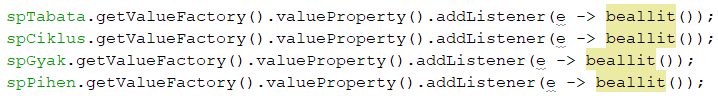 spTabata.getValueFactory().valueProperty().addListener(e -> beallit());
spCiklus.getValueFactory().valueProperty().addListener(e -> beallit());
spGyak.getValueFactory().valueProperty().addListener(e -> beallit());
spPihen.getValueFactory().valueProperty().addListener(e -> beallit());